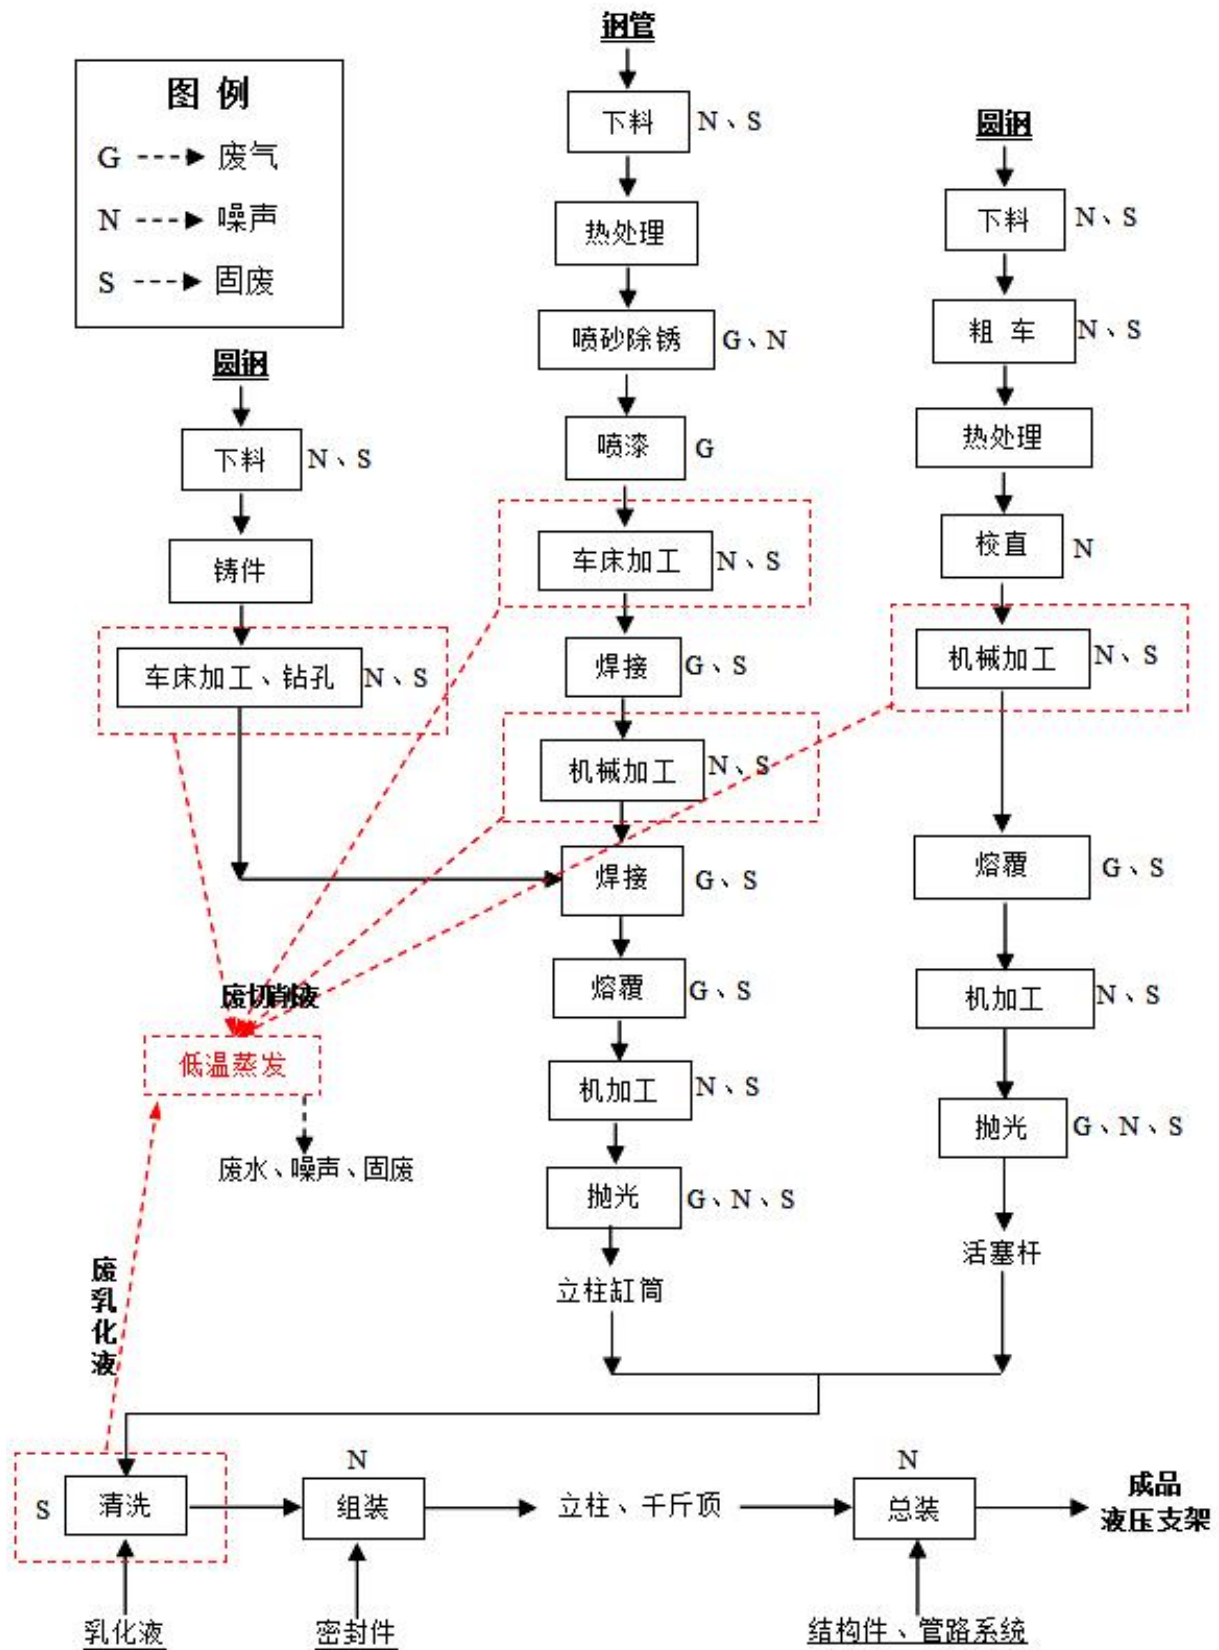 图 例
G 废气
N 噪声
S 固废
钢管
下料 N、S
热处理
喷砂除锈 G、N
喷漆 G
车床加工 N、S
焊接 G、S
机械加工 N、S
焊接 G、S
熔覆 G、S
机加工 N、S
抛光 G、N、S
立柱缸筒
圆钢
下料 N、S
铸件
车床加工、钻孔 N、S
圆钢
下料 N、S
粗 车 N、S
热处理
校直 N
机械加工 N、S
熔覆 G、S
机加工 N、S
抛光 G、N、S
活塞杆
废切削液
低温蒸发
废水、噪声、固废
废乳化液
S 清洗
乳化液
N
组装
密封件
立柱、千斤顶
N
总装
结构件、管路系统
成品
液压支架